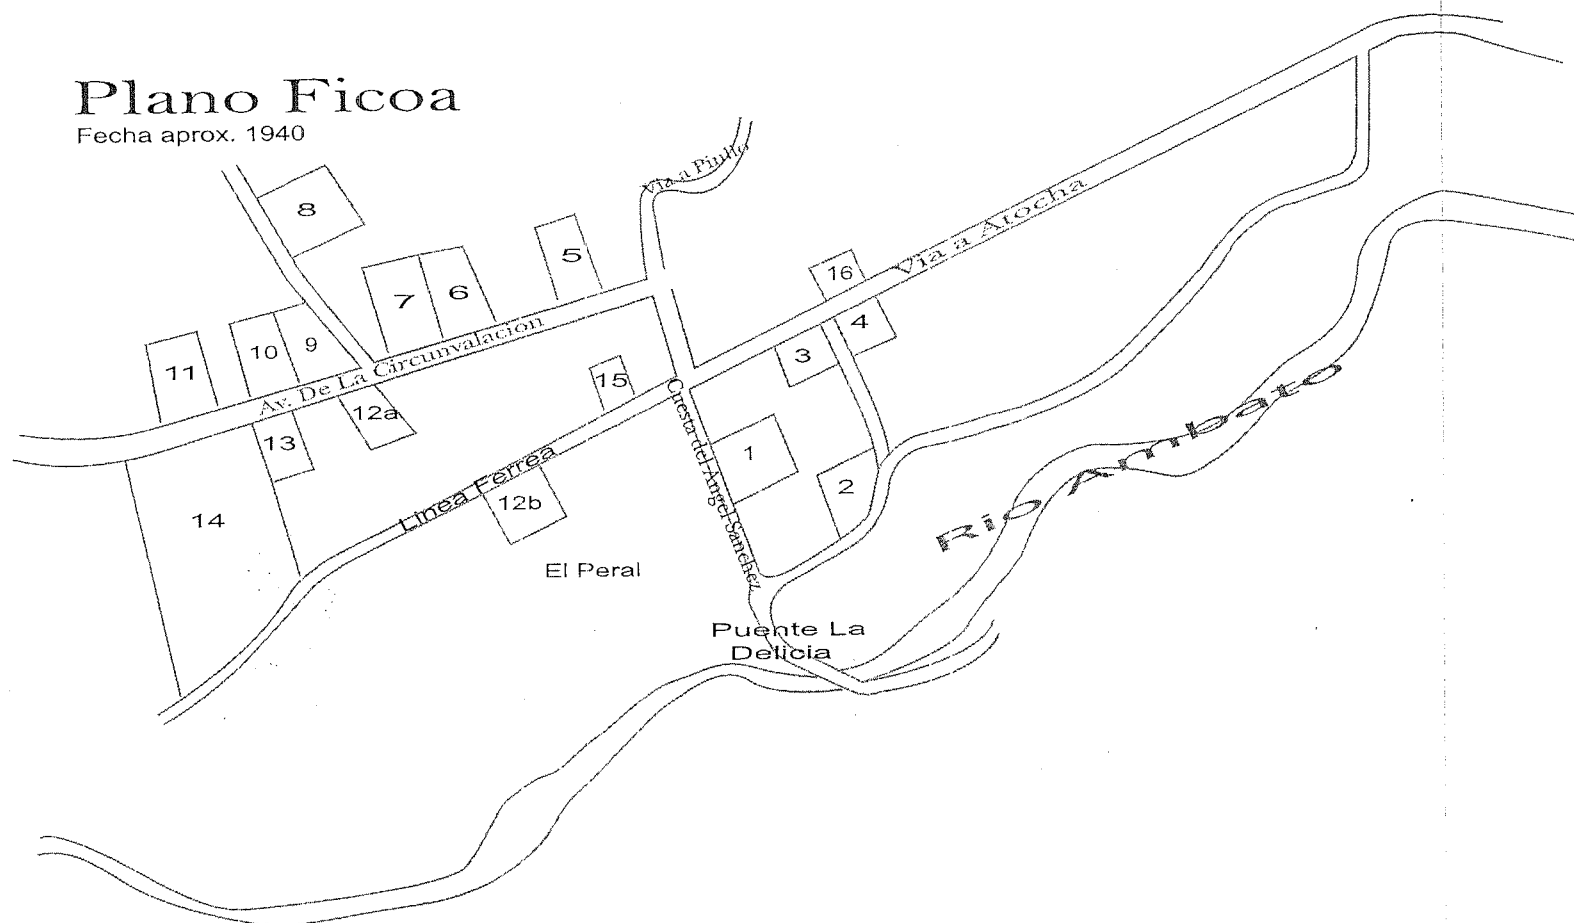 Plano Ficoa
Fecha aprox. 1940
Via a Pinllo
8
5
7
6
16
Via a Atocha
4
11
10
9
Av. De La Circunvalacion
3
15
12a
13
Cuesta del Angel Sanchez
1
Linea Ferrea
2
12b
14
Rio Ambato
El Peral
Puente La
Delicia